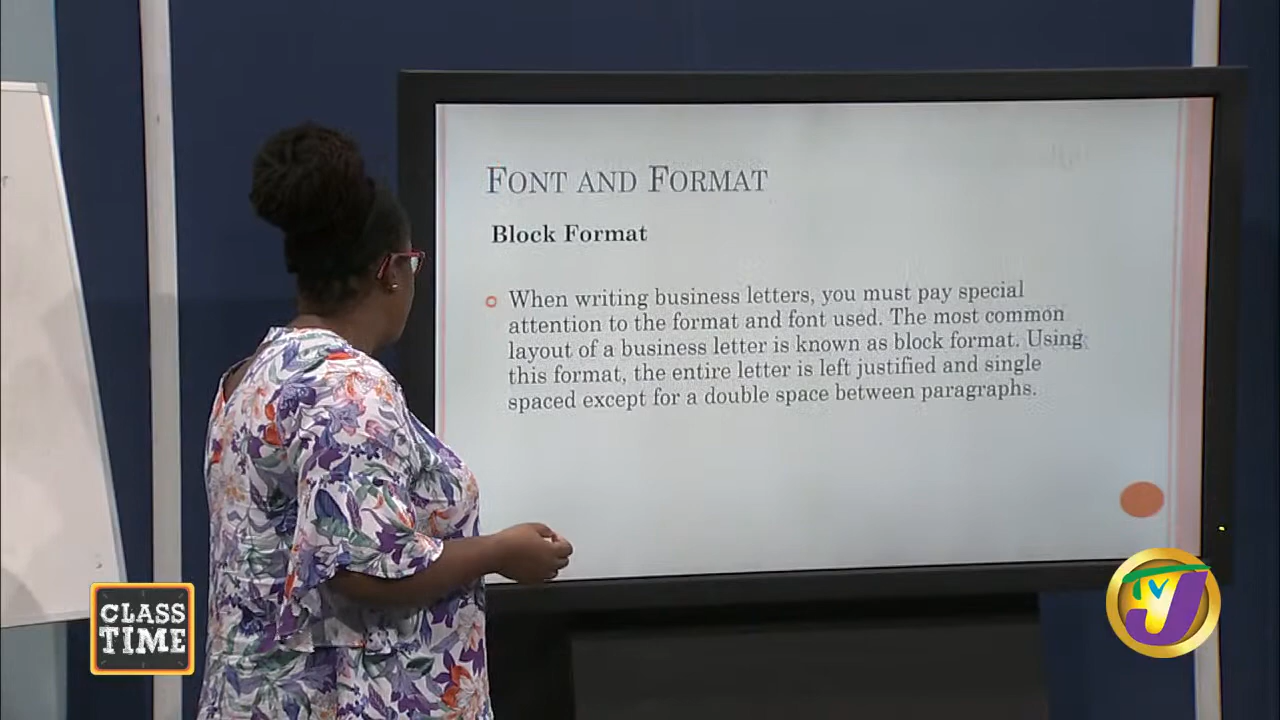 FONT AND FORMAT
Block Format
When writing business letters, you must pay special
attention to the format and font used. The most common
layout of a business letter is known as block format. Using
this format, the entire letter is left justified and single
spaced except for a double space between paragraphs.
CLASS
TIME
TVJ